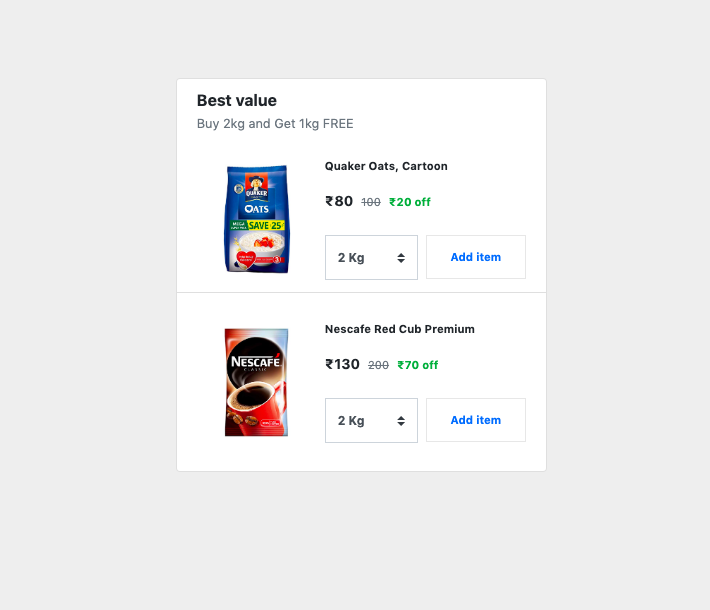 Best value
Buy 2kg and Get 1kg FREE
Quaker Oats, Cartoon
₹80 100 ₹20 off
QUAKER
OATS
MEGA
SAVE 25
2 Kg Add item
Nescafe Red Cub Premium
₹130 200 ₹70 off
NESCAFÉ
CLASSIC
2 Kg Add item